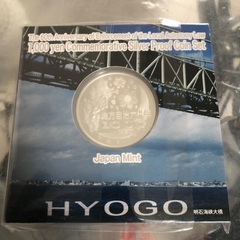 The 60th Anniversary of Enforcement of the Local Autonomy Law
1,000 yen Commemorative Silver Proof Coin Set
Japan Mint
HYOGO
明石海峡大橋